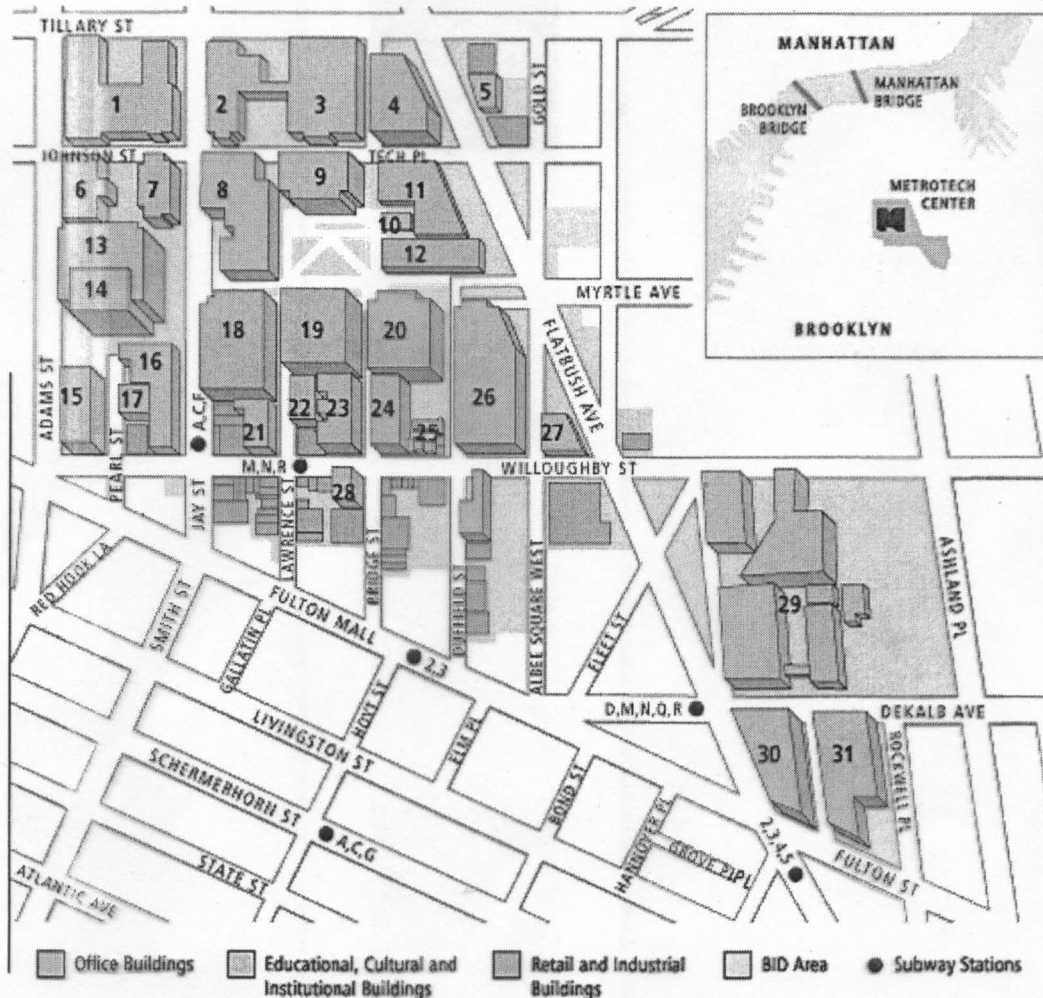 TILLARY ST
MANHATTAN
MANHATTAN BRIDGE
BROOKLYN BRIDGE
METROTECH CENTER
BROOKLYN
1
2
3
4
5
GOLD ST
JOHNSON ST
TECH PL
6
7
8
9
10
11
12
13
14
MYRTLE AVE
FLATBUSH AVE
18
19
20
26
15
16
17
ADAMS ST
PEARL ST
A,C,F
21
22
23
24
25
27
M,N,R
WILLOUGHBY ST
28
JAY ST
LAWRENCE ST
BRIDGE ST
DUFFIELD ST
ALBEE SQUARE WEST
FLEET ST
ASHLAND PL
29
RED HOOK LA
SMITH ST
GALLATIN PL
FULTON MALL
2,3
HOYT ST
ELM PL
D,M,N,Q,R
DEKALB AVE
30
31
ROCKWELL PL
LIVINGSTON ST
BOND ST
HANNOVER PL
GROVE PLPL
2,3,4,5
FULTON ST
SCHERMERHORN ST
A,C,G
STATE ST
ATLANTIC AVE
Office Buildings
Educational, Cultural and
Institutional Buildings
Retail and Industrial
Buildings
BID Area
Subway Stations